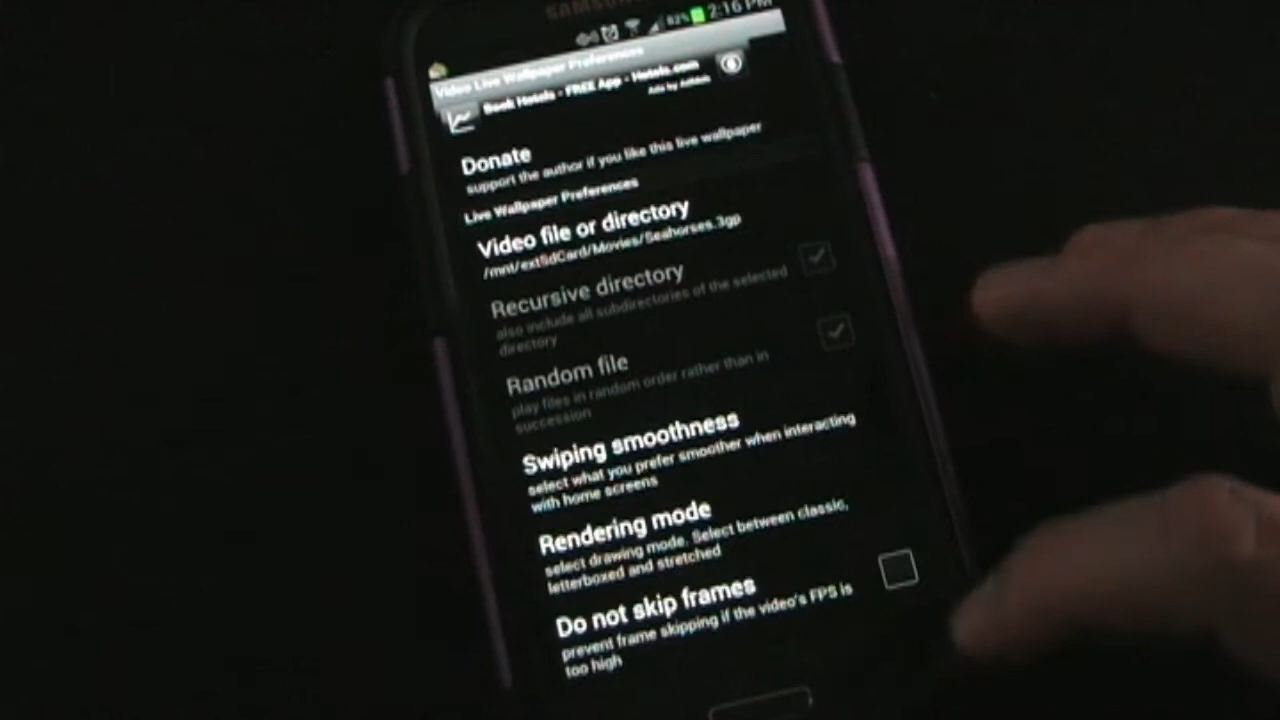 SAMSUNG
82% 2:16 PM
Video Live Wallpaper Preferences
Book Hotels - FREE App - Hotels.com
Ads by AdMob
Donate
support the author if you like this live wallpaper
Live Wallpaper Preferences
Video file or directory
/mnt/extSdCard/Movies/Seahorses.3gp
Recursive directory
also include all subdirectories of the selected
directory
Random file
play files in random order rather than in
succession
Swiping smoothness
select what you prefer smoother when interacting
with home screens
Rendering mode
select drawing mode. Select between classic,
letterboxed and stretched
Do not skip frames
prevent frame skipping if the video's FPS is
too high